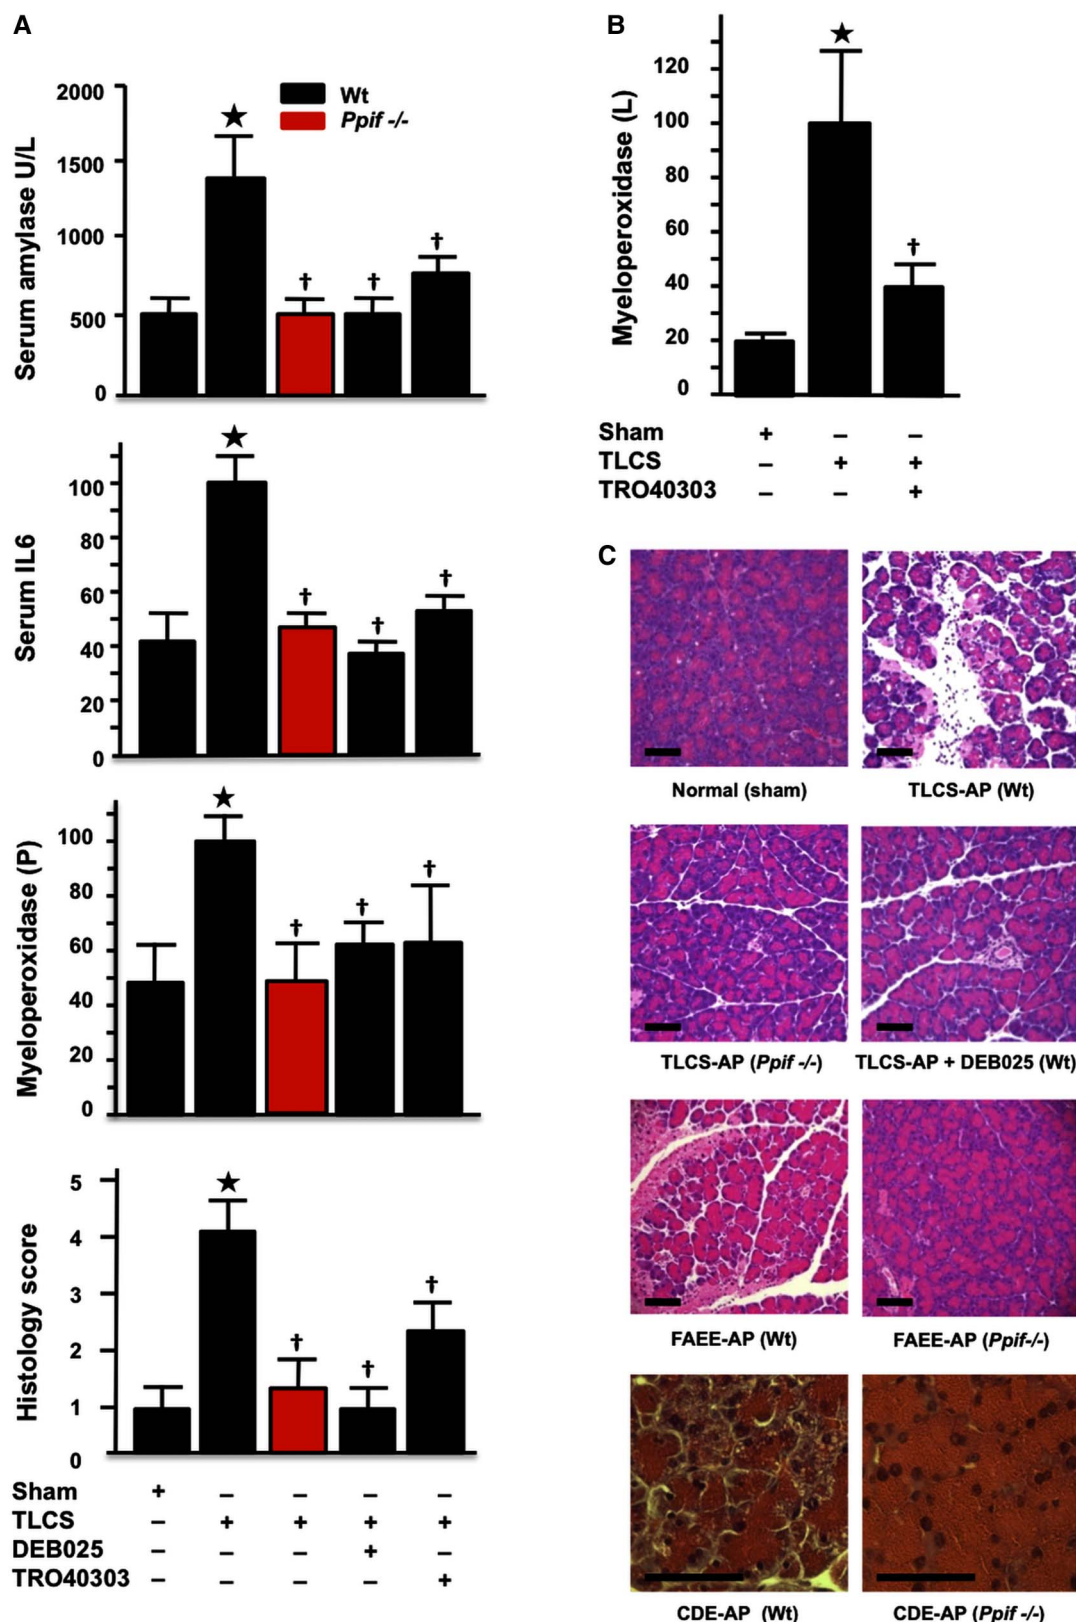 A
2000
1500
1000
500
0
Serum amylase U/L
Wt
Ppif -/-
★
†
†
†
100
80
60
40
20
0
Serum IL6
★
†
†
†
100
80
60
40
20
0
Myeloperoxidase (P)
★
†
†
†
5
4
3
2
1
0
Histology score
★
†
†
†
Sham + – – – –
TLCS – + + + +
DEB025 – – – + –
TRO40303 – – – – +
B
120
100
80
60
40
20
0
Myeloperoxidase (L)
★
†
Sham + – –
TLCS – + +
TRO40303 – – +
C
Normal (sham)
TLCS-AP (Wt)
TLCS-AP (Ppif -/-)
TLCS-AP + DEB025 (Wt)
FAEE-AP (Wt)
FAEE-AP (Ppif-/-)
CDE-AP (Wt)
CDE-AP (Ppif -/-)